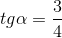 tgα = 3/4